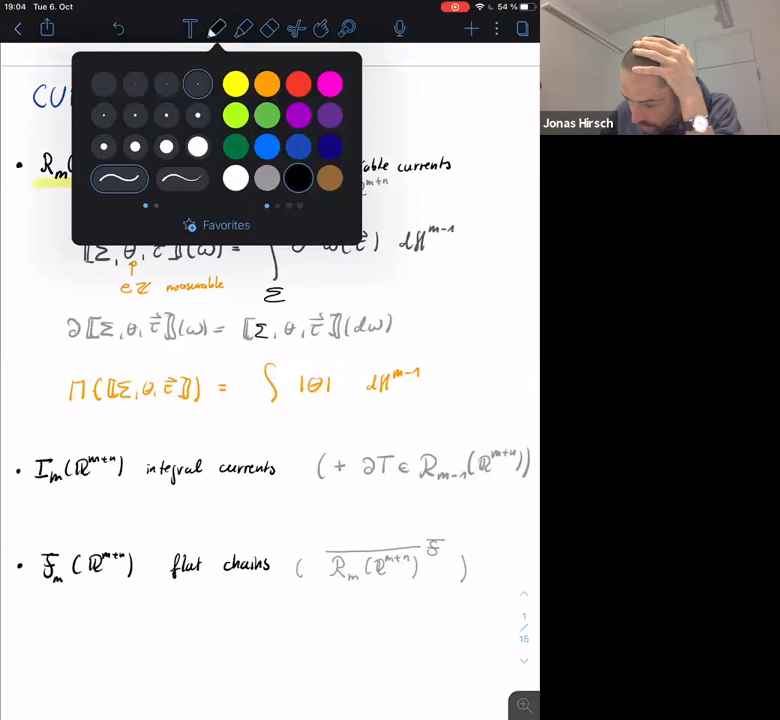 19:04 Tue 6. Oct 54 %
T
CU
Jonas Hirsch
• R_m( able currents
ℝ^{m+n}
Favorites
⟦Σ, θ, τ⃗⟧(ω) = ∫_Σ θ ω(τ⃗) dH^{m-1}
↑
∈ℤ measurable
∂⟦Σ, θ, τ⃗⟧(ω) = ⟦Σ, θ, τ⃗⟧(dω)
M(⟦Σ, θ, τ⃗⟧) = ∫ |θ| dH^{m-1}
• I_m(ℝ^{m+n}) integral currents (+ ∂T ∈ R_{m-1}(ℝ^{m+n}))
• F_m(ℝ^{m+n}) flat chains ( \overline{R_m(ℝ^{m+n})}^F )
1
/
15